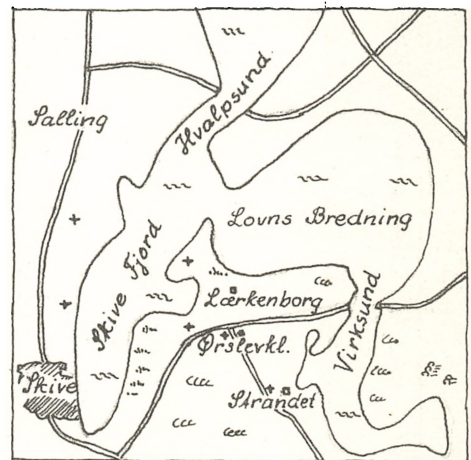 Hvalpsund
Salling
Lovns Bredning
Skive Fjord
Lærkenborg
Virksund
Ørslevkl.
Skive
Strandet